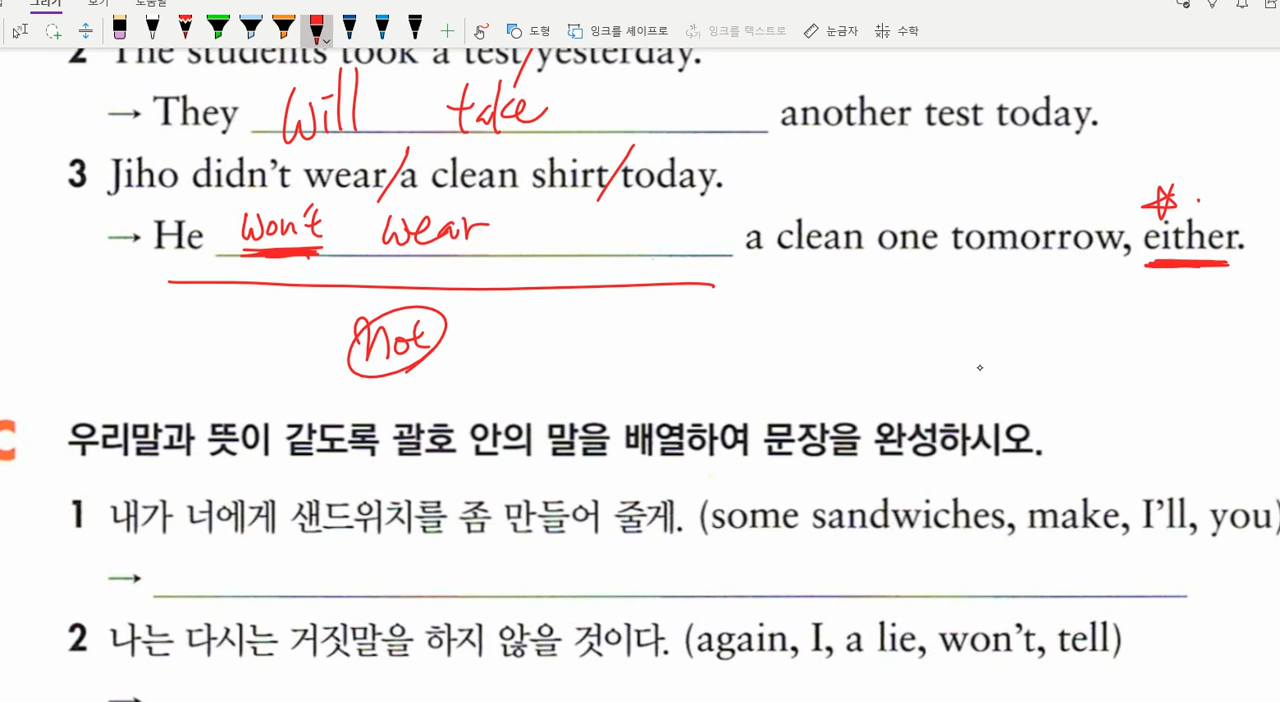 그리기 보기 도움말
도형 잉크를 셰이프로 잉크를 텍스트로 눈금자 수학
2 The students took a test/yesterday.
→ They will take another test today.
3 Jiho didn't wear/a clean shirt/today.
→ He won't wear a clean one tomorrow, either.
not
C 우리말과 뜻이 같도록 괄호 안의 말을 배열하여 문장을 완성하시오.
1 내가 너에게 샌드위치를 좀 만들어 줄게. (some sandwiches, make, I'll, you)
→
2 나는 다시는 거짓말을 하지 않을 것이다. (again, I, a lie, won't, tell)
→